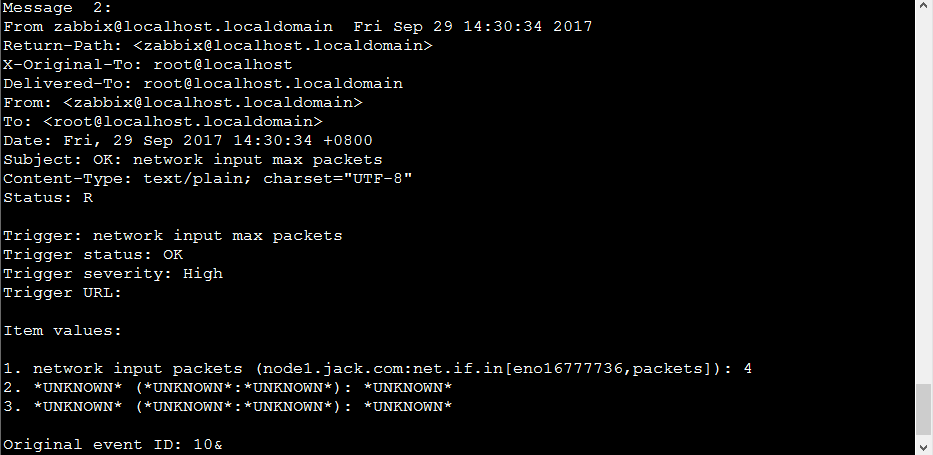 Message  2:
From zabbix@localhost.localdomain  Fri Sep 29 14:30:34 2017
Return-Path: <zabbix@localhost.localdomain>
X-Original-To: root@localhost
Delivered-To: root@localhost.localdomain
From: <zabbix@localhost.localdomain>
To: <root@localhost.localdomain>
Date: Fri, 29 Sep 2017 14:30:34 +0800
Subject: OK: network input max packets
Content-Type: text/plain; charset="UTF-8"
Status: R
Trigger: network input max packets
Trigger status: OK
Trigger severity: High
Trigger URL:
Item values:
1. network input packets (node1.jack.com:net.if.in[eno16777736,packets]): 4
2. *UNKNOWN* (*UNKNOWN*:*UNKNOWN*): *UNKNOWN*
3. *UNKNOWN* (*UNKNOWN*:*UNKNOWN*): *UNKNOWN*
Original event ID: 10&